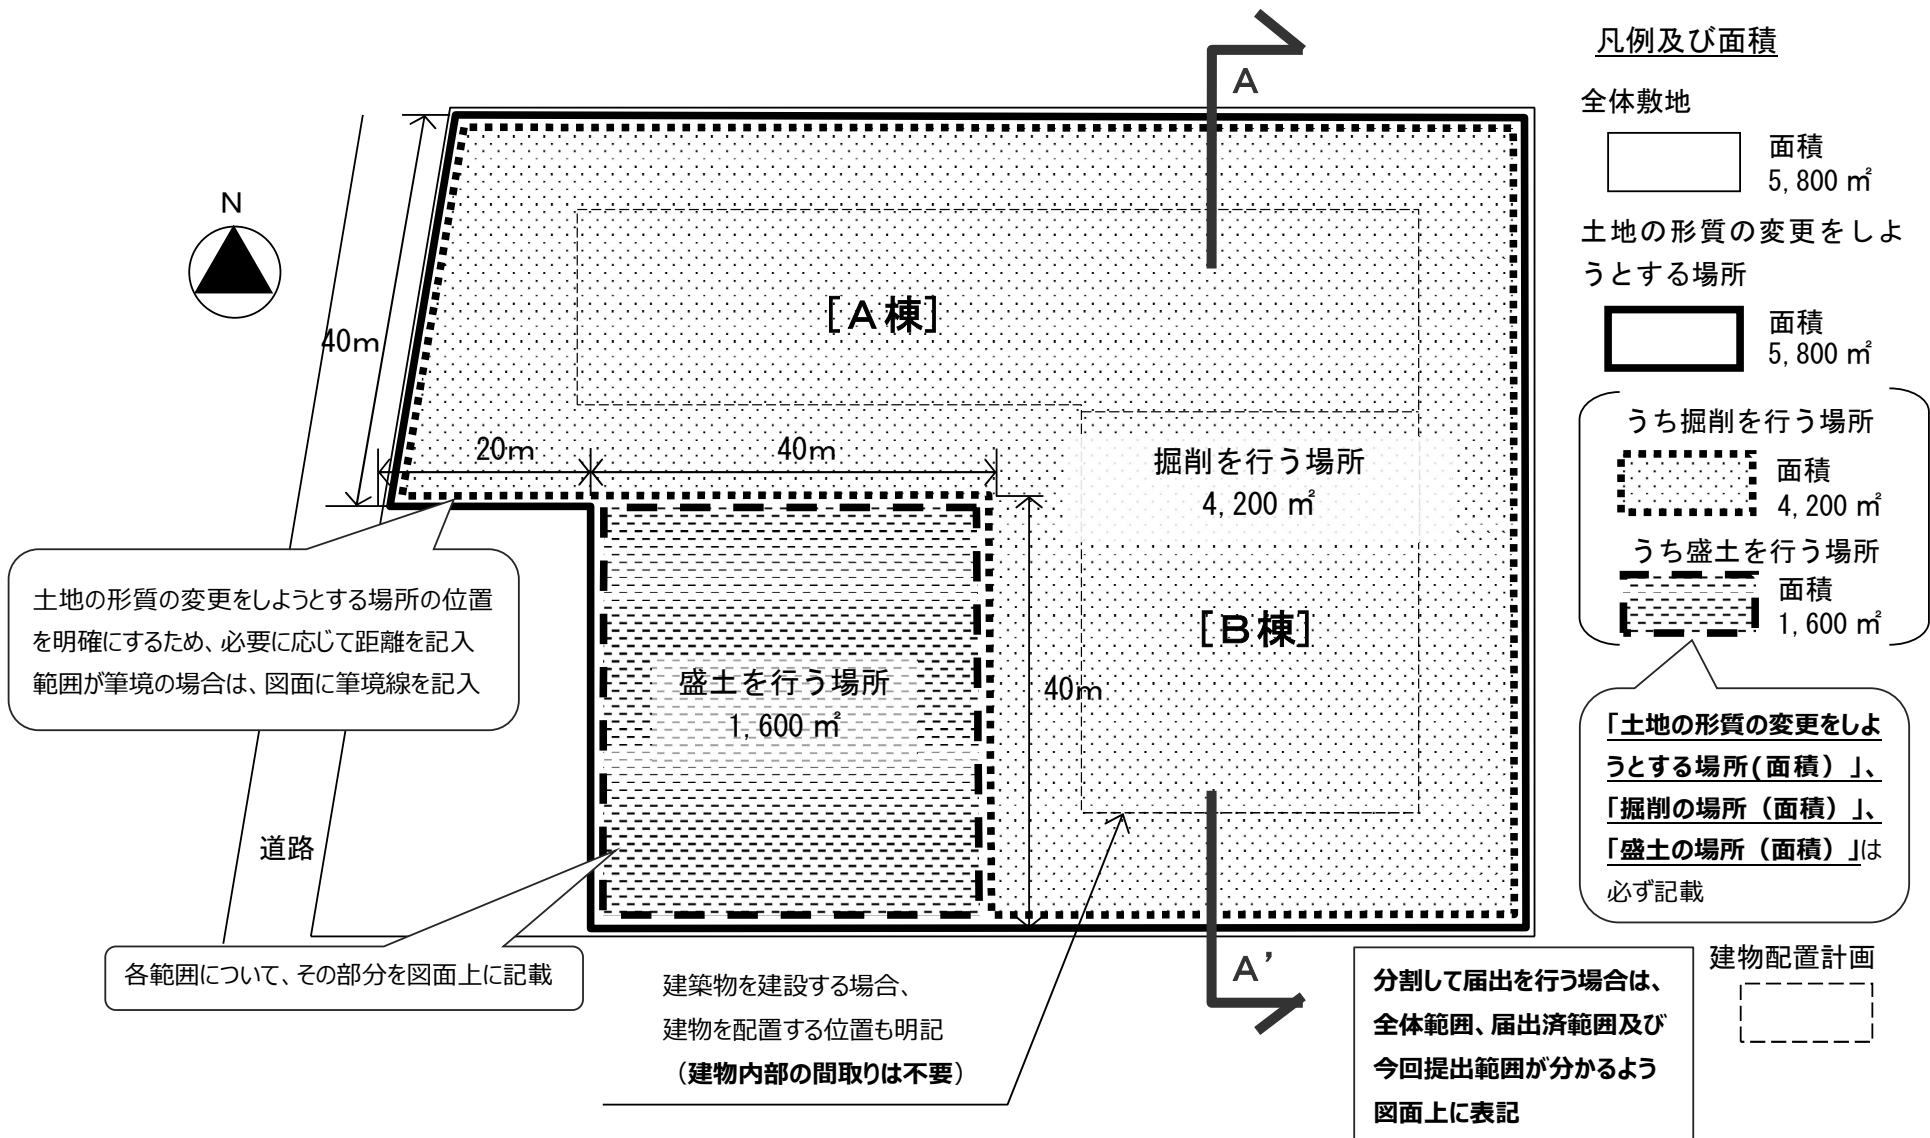 凡例及び面積
A
全体敷地
面積
5,800 ㎡
N
土地の形質の変更をしよ
うとする場所
面積
5,800 ㎡
[A棟]
40m
うち掘削を行う場所
面積
4,200 ㎡
うち盛土を行う場所
面積
1,600 ㎡
20m
40m
掘削を行う場所
4,200 ㎡
土地の形質の変更をしようとする場所の位置
を明確にするため、必要に応じて距離を記入
範囲が筆境の場合は、図面に筆境線を記入
[B棟]
盛土を行う場所
1,600 ㎡
40m
「土地の形質の変更をしよ
うとする場所(面積）」、
「掘削の場所（面積）」、
「盛土の場所（面積）」は
必ず記載
道路
各範囲について、その部分を図面上に記載
建築物を建設する場合、
建物を配置する位置も明記
（建物内部の間取りは不要）
A’
分割して届出を行う場合は、
全体範囲、届出済範囲及び
今回提出範囲が分かるよう
図面上に表記
建物配置計画